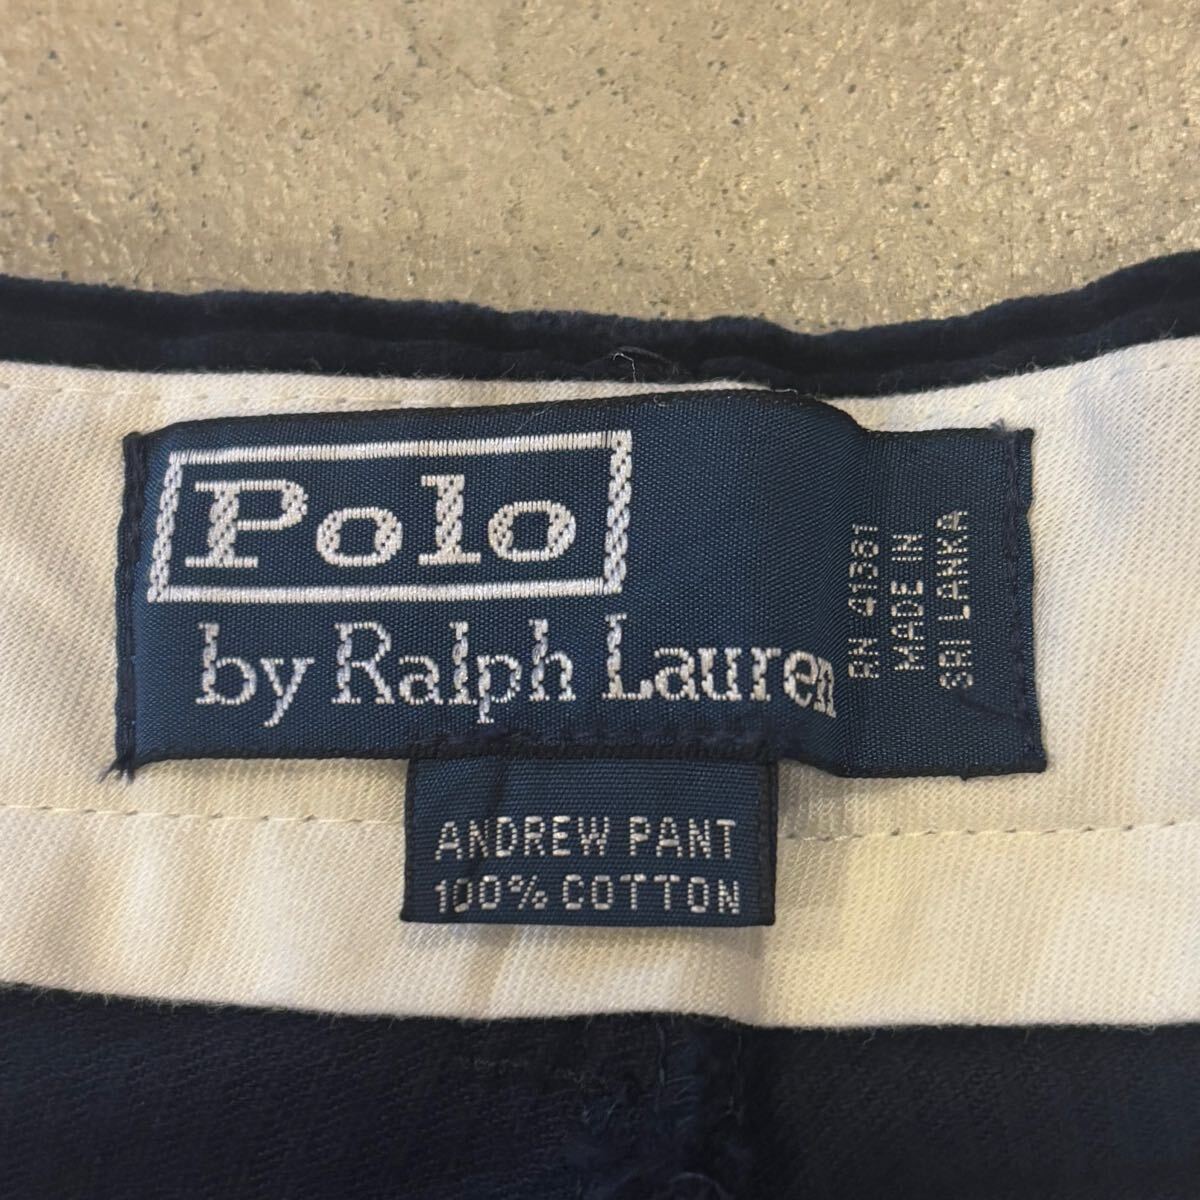 Polo
by Ralph Lauren
RN 41381
MADE IN
SRI LANKA
ANDREW PANT
100% COTTON